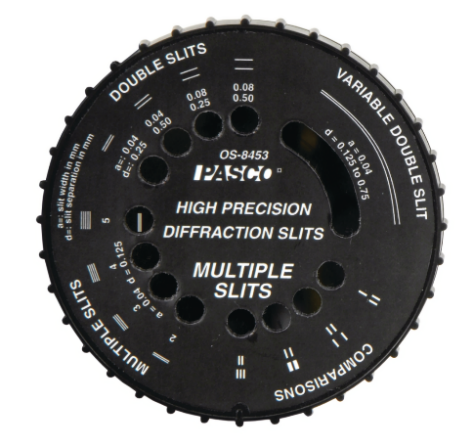 DOUBLE SLITS
a=: slit width in mm
d=: slit separation in mm
a=: 0.04
d=: 0.25
0.04
0.50
0.08
0.25
0.08
0.50
VARIABLE DOUBLE SLIT
a = 0.04
d = 0.125 to 0.75
OS-8453
PASCO
HIGH PRECISION
DIFFRACTION SLITS
MULTIPLE
SLITS
MULTIPLE SLITS
5
4
3
2
a = 0.04 d = 0.125
COMPARISONS